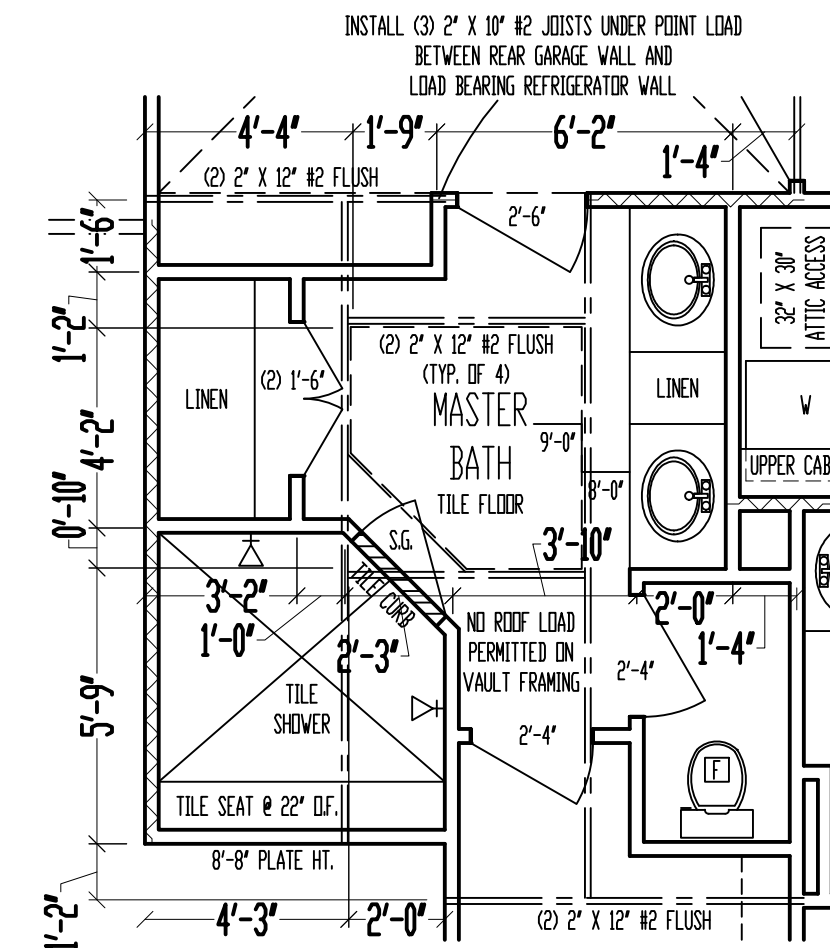 INSTALL (3) 2" X 10" #2 JOISTS UNDER POINT LOAD
BETWEEN REAR GARAGE WALL AND
LOAD BEARING REFRIGERATOR WALL
4'-4"
1'-9"
6'-2"
1'-4"
(2) 2" X 12" #2 FLUSH
2'-6"
1'-6"
32" X 30"
ATTIC ACCESS
1'-2"
(2) 2" X 12" #2 FLUSH
(TYP. OF 4)
(2) 1'-6"
LINEN
LINEN
W
MASTER
BATH
TILE FLOOR
9'-0"
8'-0"
UPPER CAB
4'-2"
0'-10"
S.G.
3'-10"
TILE CURB
3'-2"
1'-0"
2'-3"
2'-0"
1'-4"
NO ROOF LOAD
PERMITTED ON
VAULT FRAMING
2'-4"
2'-4"
5'-9"
TILE
SHOWER
F
TILE SEAT @ 22" O.F.
8'-8" PLATE HT.
1'-2"
4'-3"
2'-0"
(2) 2" X 12" #2 FLUSH